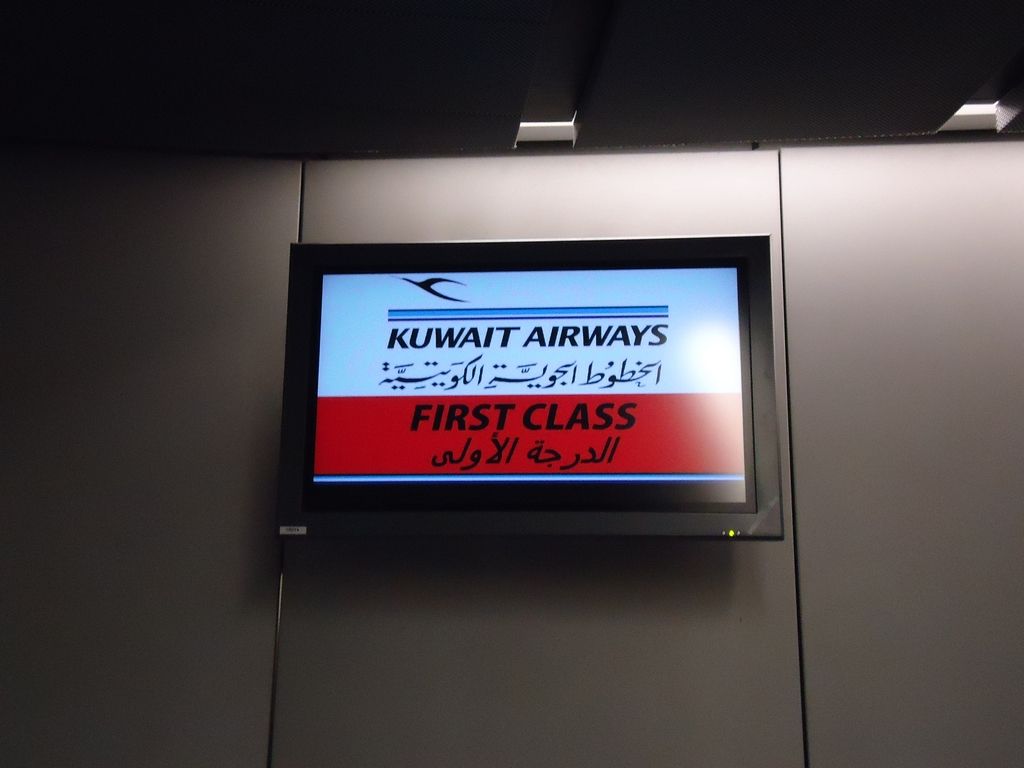 KUWAIT AIRWAYS
الخطوط الجوية الكويتية
FIRST CLASS
الدرجة الأولى